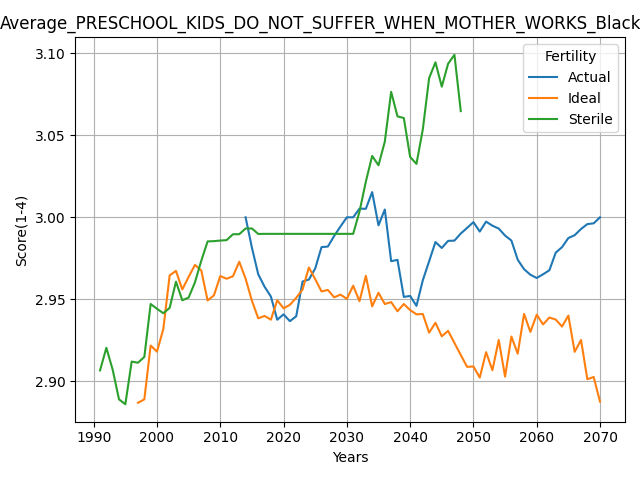 Average_PRESCHOOL_KIDS_DO_NOT_SUFFER_WHEN_MOTHER_WORKS_Black
Fertility
Actual
Ideal
Sterile
3.10
3.05
3.00
2.95
2.90
Score(1-4)
1990 2000 2010 2020 2030 2040 2050 2060 2070
Years